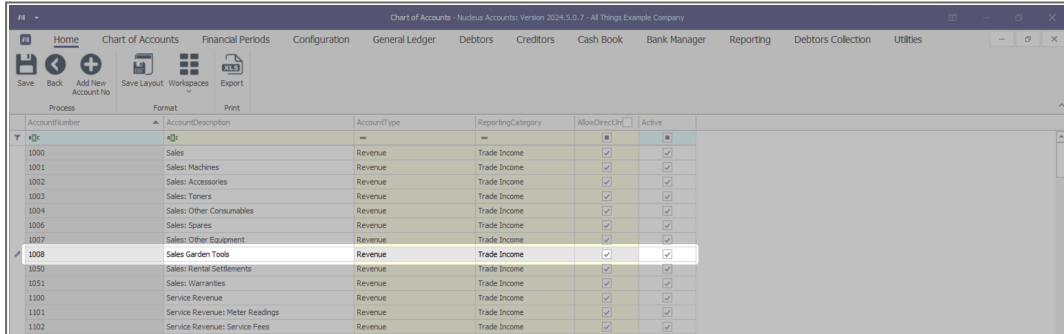 Chart of Accounts - Nucleus Accounts: Version 2024.5.0.7 - All Things Example Company
Home Chart of Accounts Financial Periods Configuration General Ledger Debtors Creditors Cash Book Bank Manager Reporting Debtors Collection Utilities
Save Back Add New Account No Save Layout Workspaces XLS Export
Process Format Print
AccountNumber AccountDescription AccountType ReportingCategory AllowDirectJrn Active
1000 Sales Revenue Trade Income
1001 Sales: Machines Revenue Trade Income
1002 Sales: Accessories Revenue Trade Income
1003 Sales: Toners Revenue Trade Income
1004 Sales: Other Consumables Revenue Trade Income
1006 Sales: Spares Revenue Trade Income
1007 Sales: Other Equipment Revenue Trade Income
1008 Sales Garden Tools Revenue Trade Income
1050 Sales: Rental Settlements Revenue Trade Income
1051 Sales: Warranties Revenue Trade Income
1100 Service Revenue Revenue Trade Income
1101 Service Revenue: Meter Readings Revenue Trade Income
1102 Service Revenue: Service Fees Revenue Trade Income